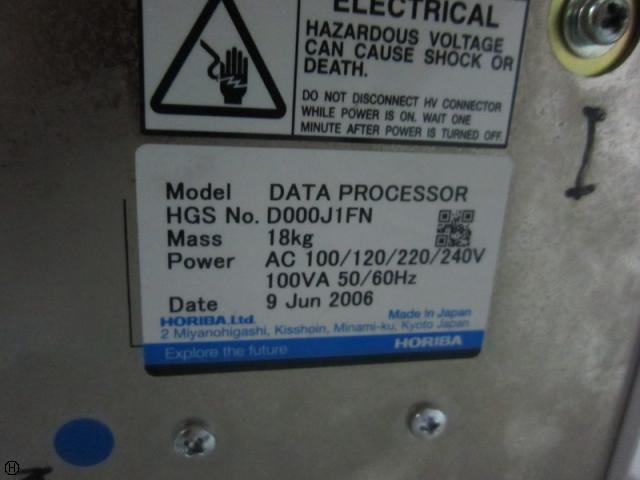 ELECTRICAL
HAZARDOUS VOLTAGE
CAN CAUSE SHOCK OR
DEATH.
DO NOT DISCONNECT HV CONNECTOR
WHILE POWER IS ON. WAIT ONE
MINUTE AFTER POWER IS TURNED OFF.
Model DATA PROCESSOR
HGS No. D000J1FN
Mass 18kg
Power AC 100/120/220/240V
100VA 50/60Hz
Date 9 Jun 2006
HORIBA,Ltd. Made in Japan
2 Miyanohigashi, Kisshoin, Minami-ku, Kyoto Japan
Explore the future HORIBA
H